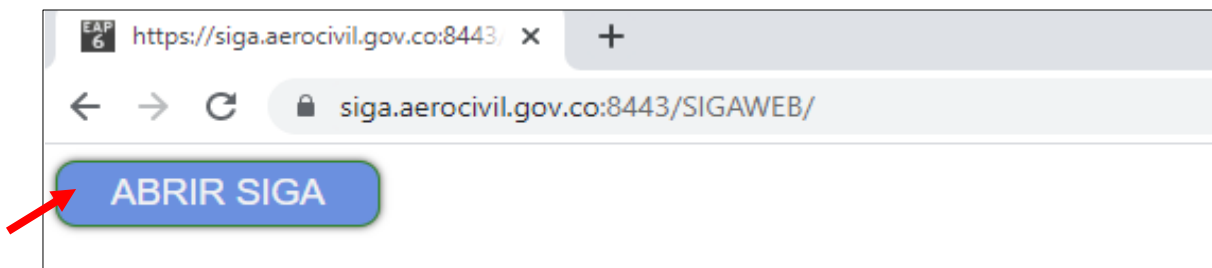 EAP
6
https://siga.aerocivil.gov.co:8443/
siga.aerocivil.gov.co:8443/SIGAWEB/
ABRIR SIGA